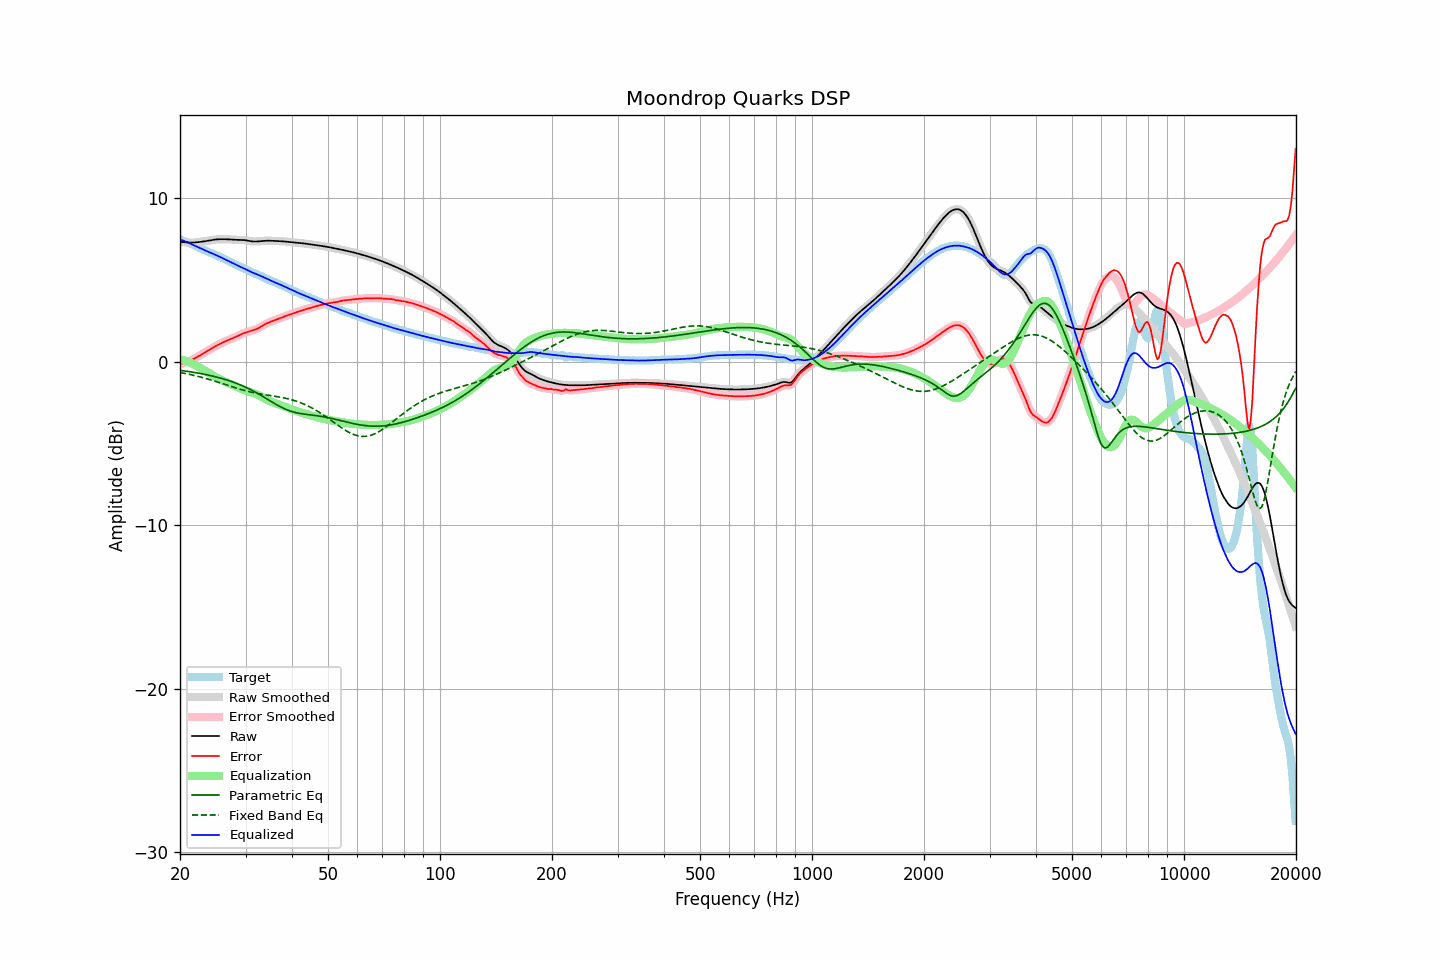 Moondrop Quarks DSP
Amplitude (dBr)
10
0
−10
−20
−30
Target
Raw Smoothed
Error Smoothed
Raw
Error
Equalization
Parametric Eq
Fixed Band Eq
Equalized
20 50 100 200 500 1000 2000 5000 10000 20000
Frequency (Hz)